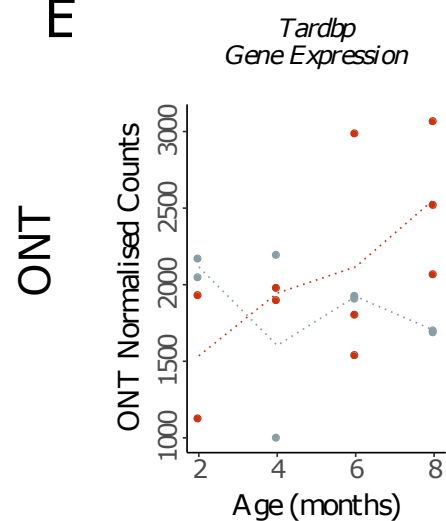 E
Tardbp
Gene Expression
ONT
ONT Normalised Counts
3000
2500
2000
1500
1000
2 4 6 8
Age (months)